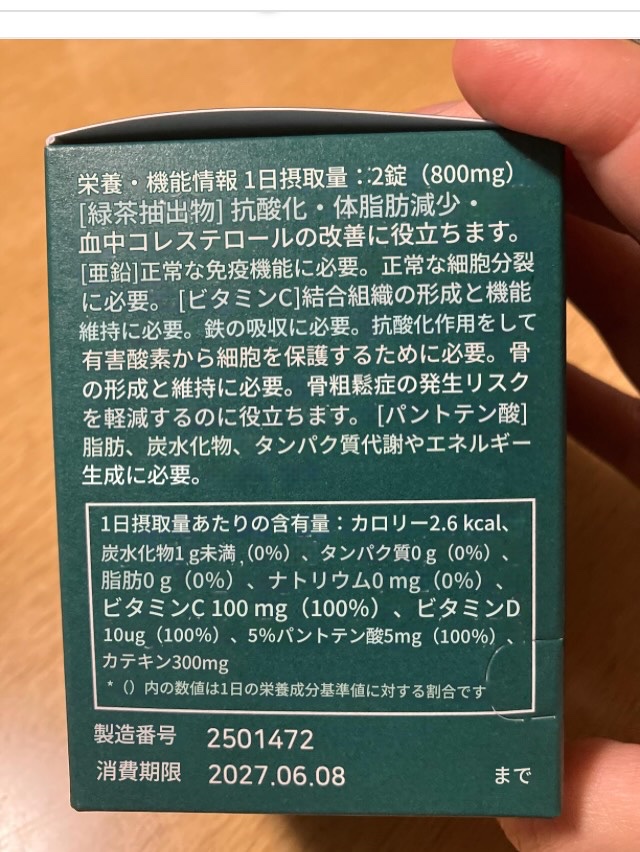 栄養・機能情報 1日摂取量：2錠（800mg）
[緑茶抽出物] 抗酸化・体脂肪減少・
血中コレステロールの改善に役立ちます。
[亜鉛]正常な免疫機能に必要。正常な細胞分裂
に必要。 [ビタミンC]結合組織の形成と機能
維持に必要。鉄の吸収に必要。抗酸化作用をして
有害酸素から細胞を保護するために必要。骨
の形成と維持に必要。骨粗鬆症の発生リスク
を軽減するのに役立ちます。 [パントテン酸]
脂肪、炭水化物、タンパク質代謝やエネルギー
生成に必要。
1日摂取量あたりの含有量：カロリー2.6 kcal、
炭水化物1 g未満 （0%）、タンパク質0 g（0%）、
脂肪0 g（0%）、ナトリウム0 mg（0%）、
ビタミンC 100 mg（100%）、ビタミンD
10ug（100%）、5%パントテン酸5mg（100%）、
カテキン300mg
*（）内の数値は1日の栄養成分基準値に対する割合です
製造番号 2501472
消費期限 2027.06.08 まで